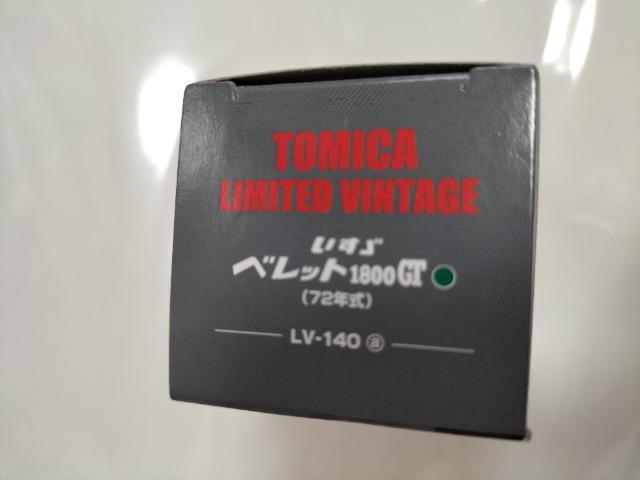 TOMICA
LIMITED VINTAGE
いすゞ
ベレット1800GT
(72年式)
LV-140 ⓐ